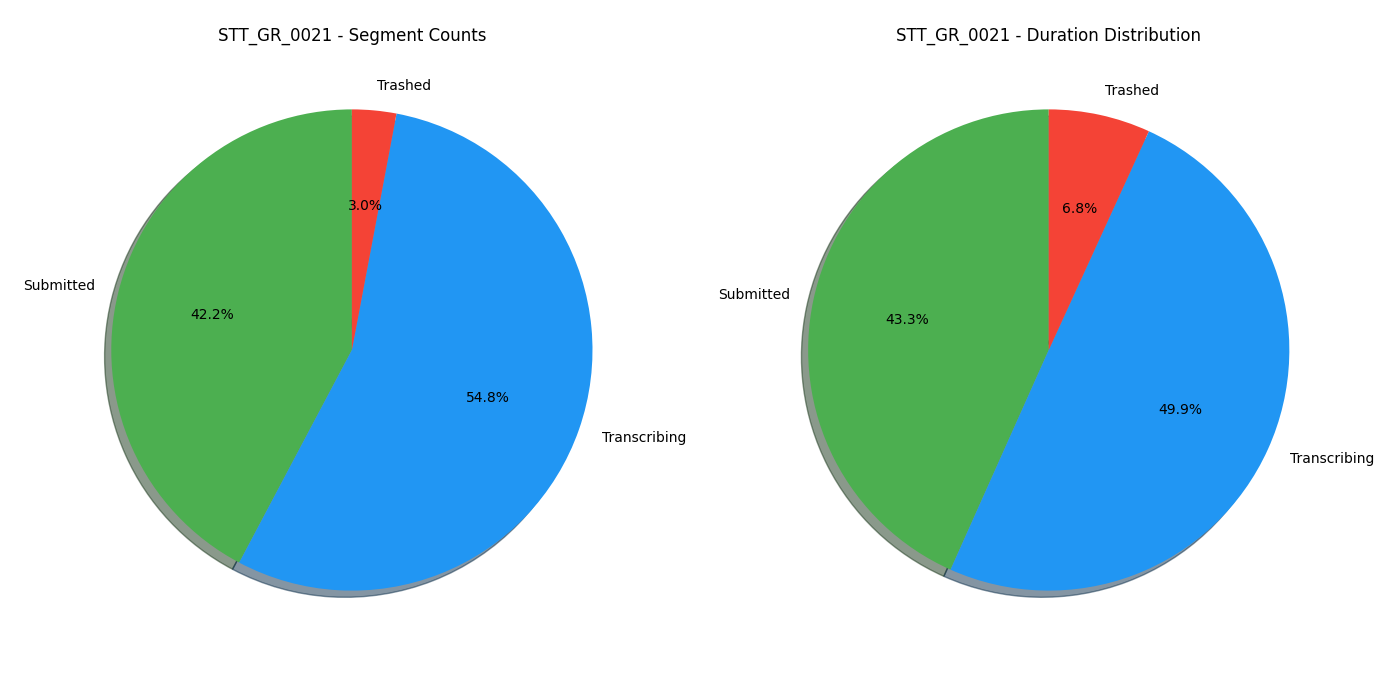 STT_GR_0021 - Segment Counts
Trashed
3.0%
Submitted
42.2%
54.8%
Transcribing
STT_GR_0021 - Duration Distribution
Trashed
6.8%
Submitted
43.3%
49.9%
Transcribing